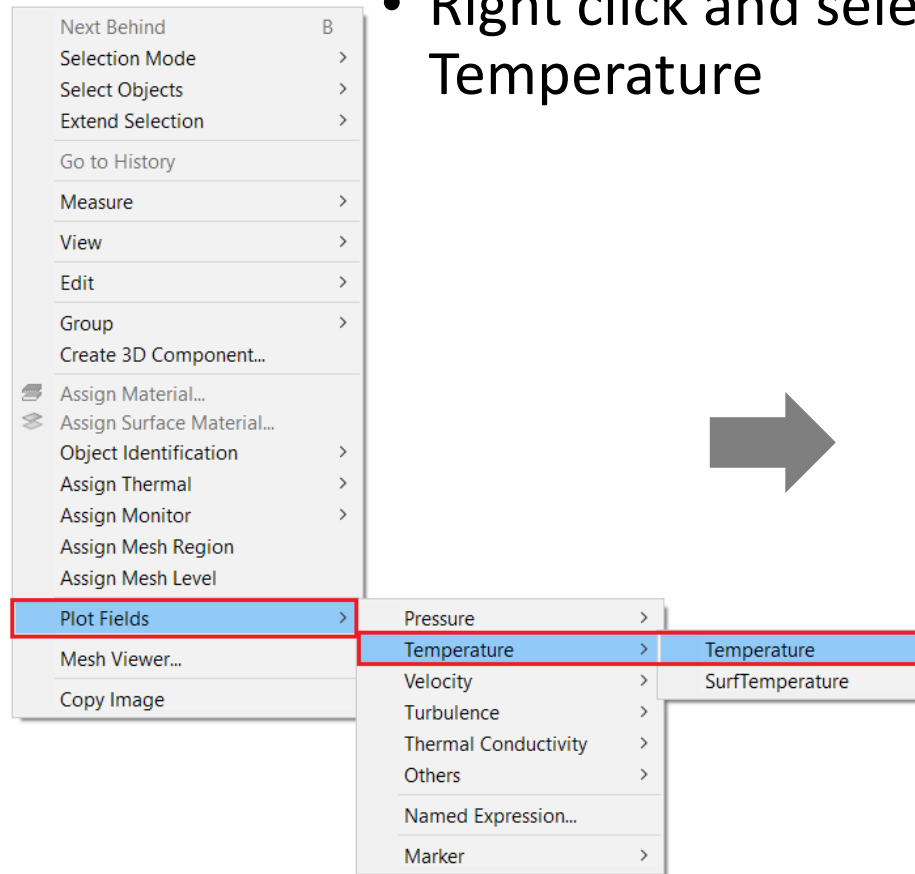 • Right click and sele
Temperature
Next Behind B
Selection Mode >
Select Objects >
Extend Selection >
Go to History
Measure >
View >
Edit >
Group >
Create 3D Component...
Assign Material...
Assign Surface Material...
Object Identification >
Assign Thermal >
Assign Monitor >
Assign Mesh Region
Assign Mesh Level
Plot Fields >
Mesh Viewer...
Copy Image
Pressure >
Temperature >
Velocity >
Turbulence >
Thermal Conductivity >
Others >
Named Expression...
Marker >
Temperature
SurfTemperature